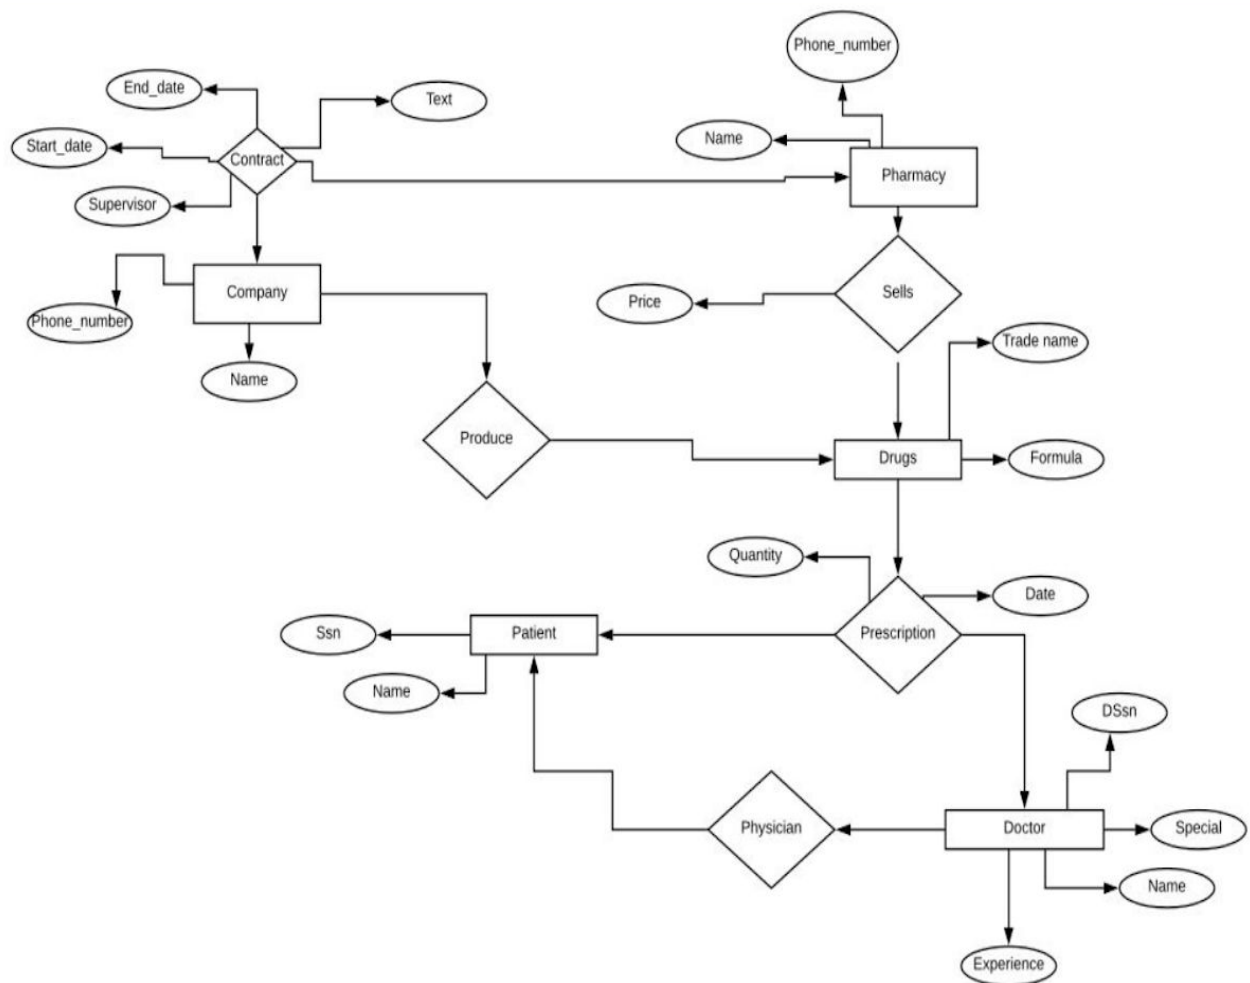 Phone_number
End_date
Text
Name
Start_date
Contract
Pharmacy
Supervisor
Company
Sells
Price
Phone_number
Trade name
Name
Produce
Drugs
Formula
Quantity
Date
Ssn
Patient
Prescription
Name
DSsn
Physician
Doctor
Special
Name
Experience